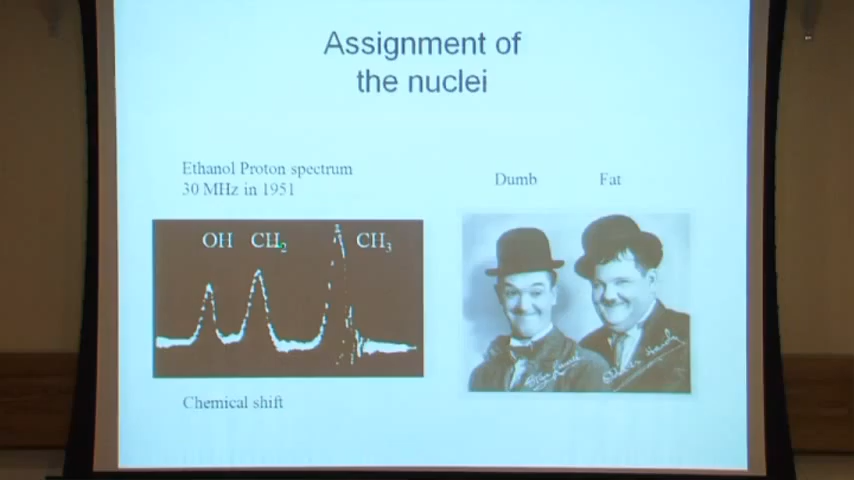 Assignment of
the nuclei
Ethanol Proton spectrum
30 MHz in 1951
Dumb Fat
OH CH₂ CH₃
Chemical shift